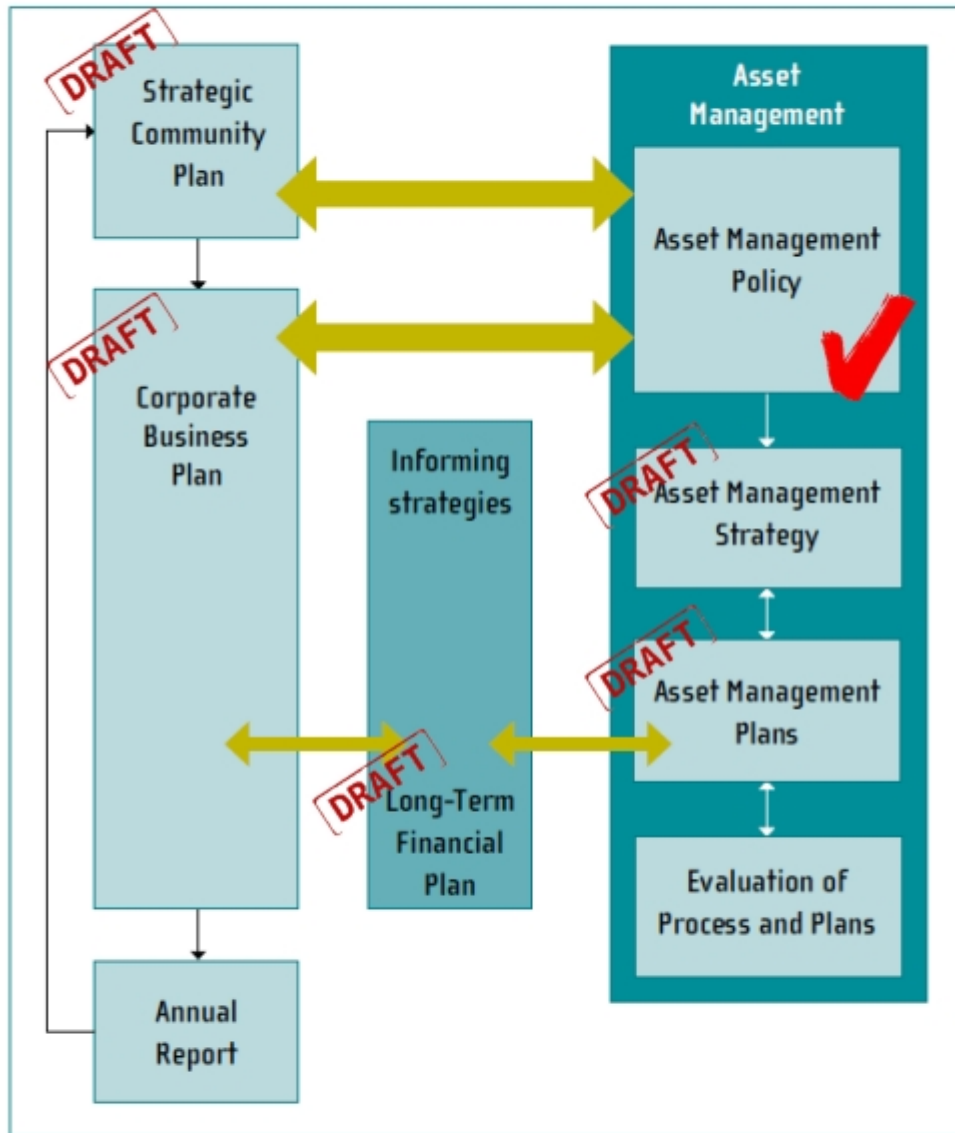 DRAFT
Strategic
Community
Plan
DRAFT
Corporate
Business
Plan
Annual
Report
Informing
strategies
DRAFT
Long-Term
Financial
Plan
Asset
Management
Asset Management
Policy
DRAFT
Asset Management
Strategy
DRAFT
Asset Management
Plans
Evaluation of
Process and Plans